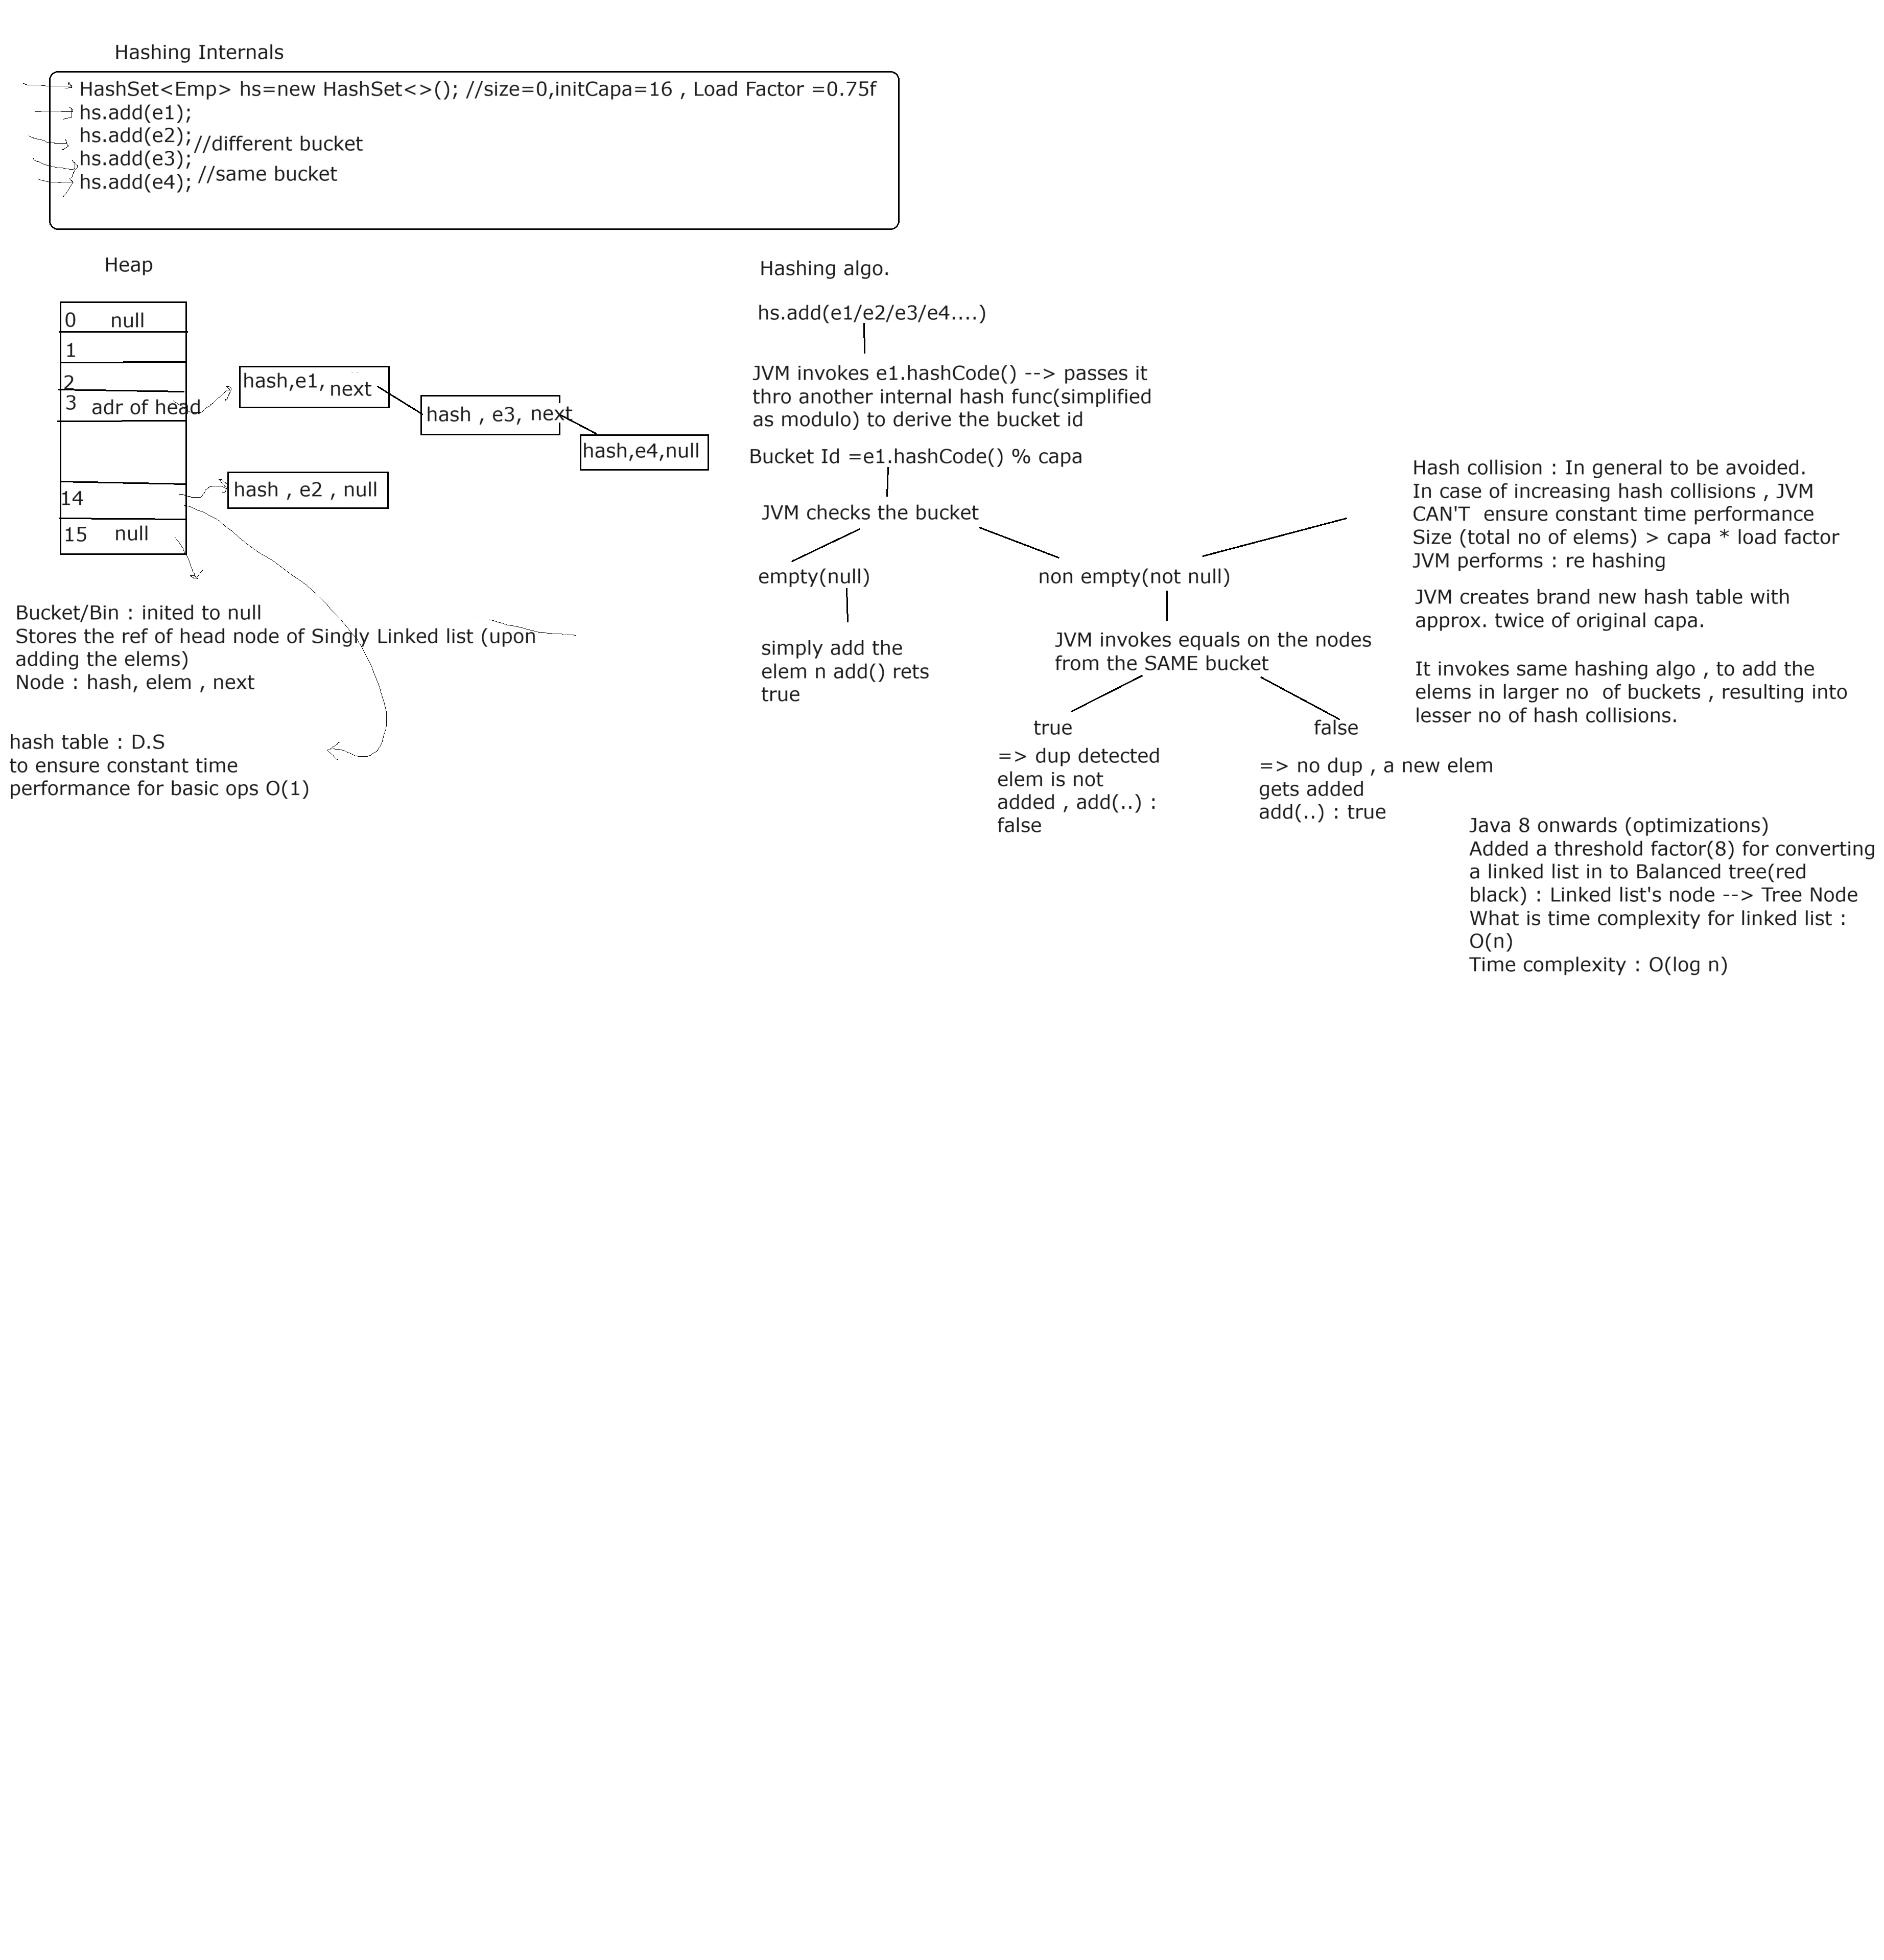 Hashing Internals
HashSet<Emp> hs=new HashSet<>(); //size=0,initCapa=16 , Load Factor =0.75f
hs.add(e1);
hs.add(e2);
//different bucket
hs.add(e3);
//same bucket
hs.add(e4);
Heap
0 null
1
2
3 adr of head
14
15 null
hash,e1, next
hash , e3, next
hash,e4,null
hash , e2 , null
Bucket/Bin : inited to null
Stores the ref of head node of Singly Linked list (upon
adding the elems)
Node : hash, elem , next
hash table : D.S
to ensure constant time
performance for basic ops O(1)
Hashing algo.
hs.add(e1/e2/e3/e4....)
JVM invokes e1.hashCode() --> passes it
thro another internal hash func(simplified
as modulo) to derive the bucket id
Bucket Id =e1.hashCode() % capa
JVM checks the bucket
empty(null)
simply add the
elem n add() rets
true
non empty(not null)
JVM invokes equals on the nodes
from the SAME bucket
true
=> dup detected
elem is not
added , add(..) :
false
false
=> no dup , a new elem
gets added
add(..) : true
Hash collision : In general to be avoided.
In case of increasing hash collisions , JVM
CAN'T  ensure constant time performance
Size (total no of elems) > capa * load factor
JVM performs : re hashing
JVM creates brand new hash table with
approx. twice of original capa.
It invokes same hashing algo , to add the
elems in larger no  of buckets , resulting into
lesser no of hash collisions.
Java 8 onwards (optimizations)
Added a threshold factor(8) for converting
a linked list in to Balanced tree(red
black) : Linked list's node --> Tree Node
What is time complexity for linked list :
O(n)
Time complexity : O(log n)